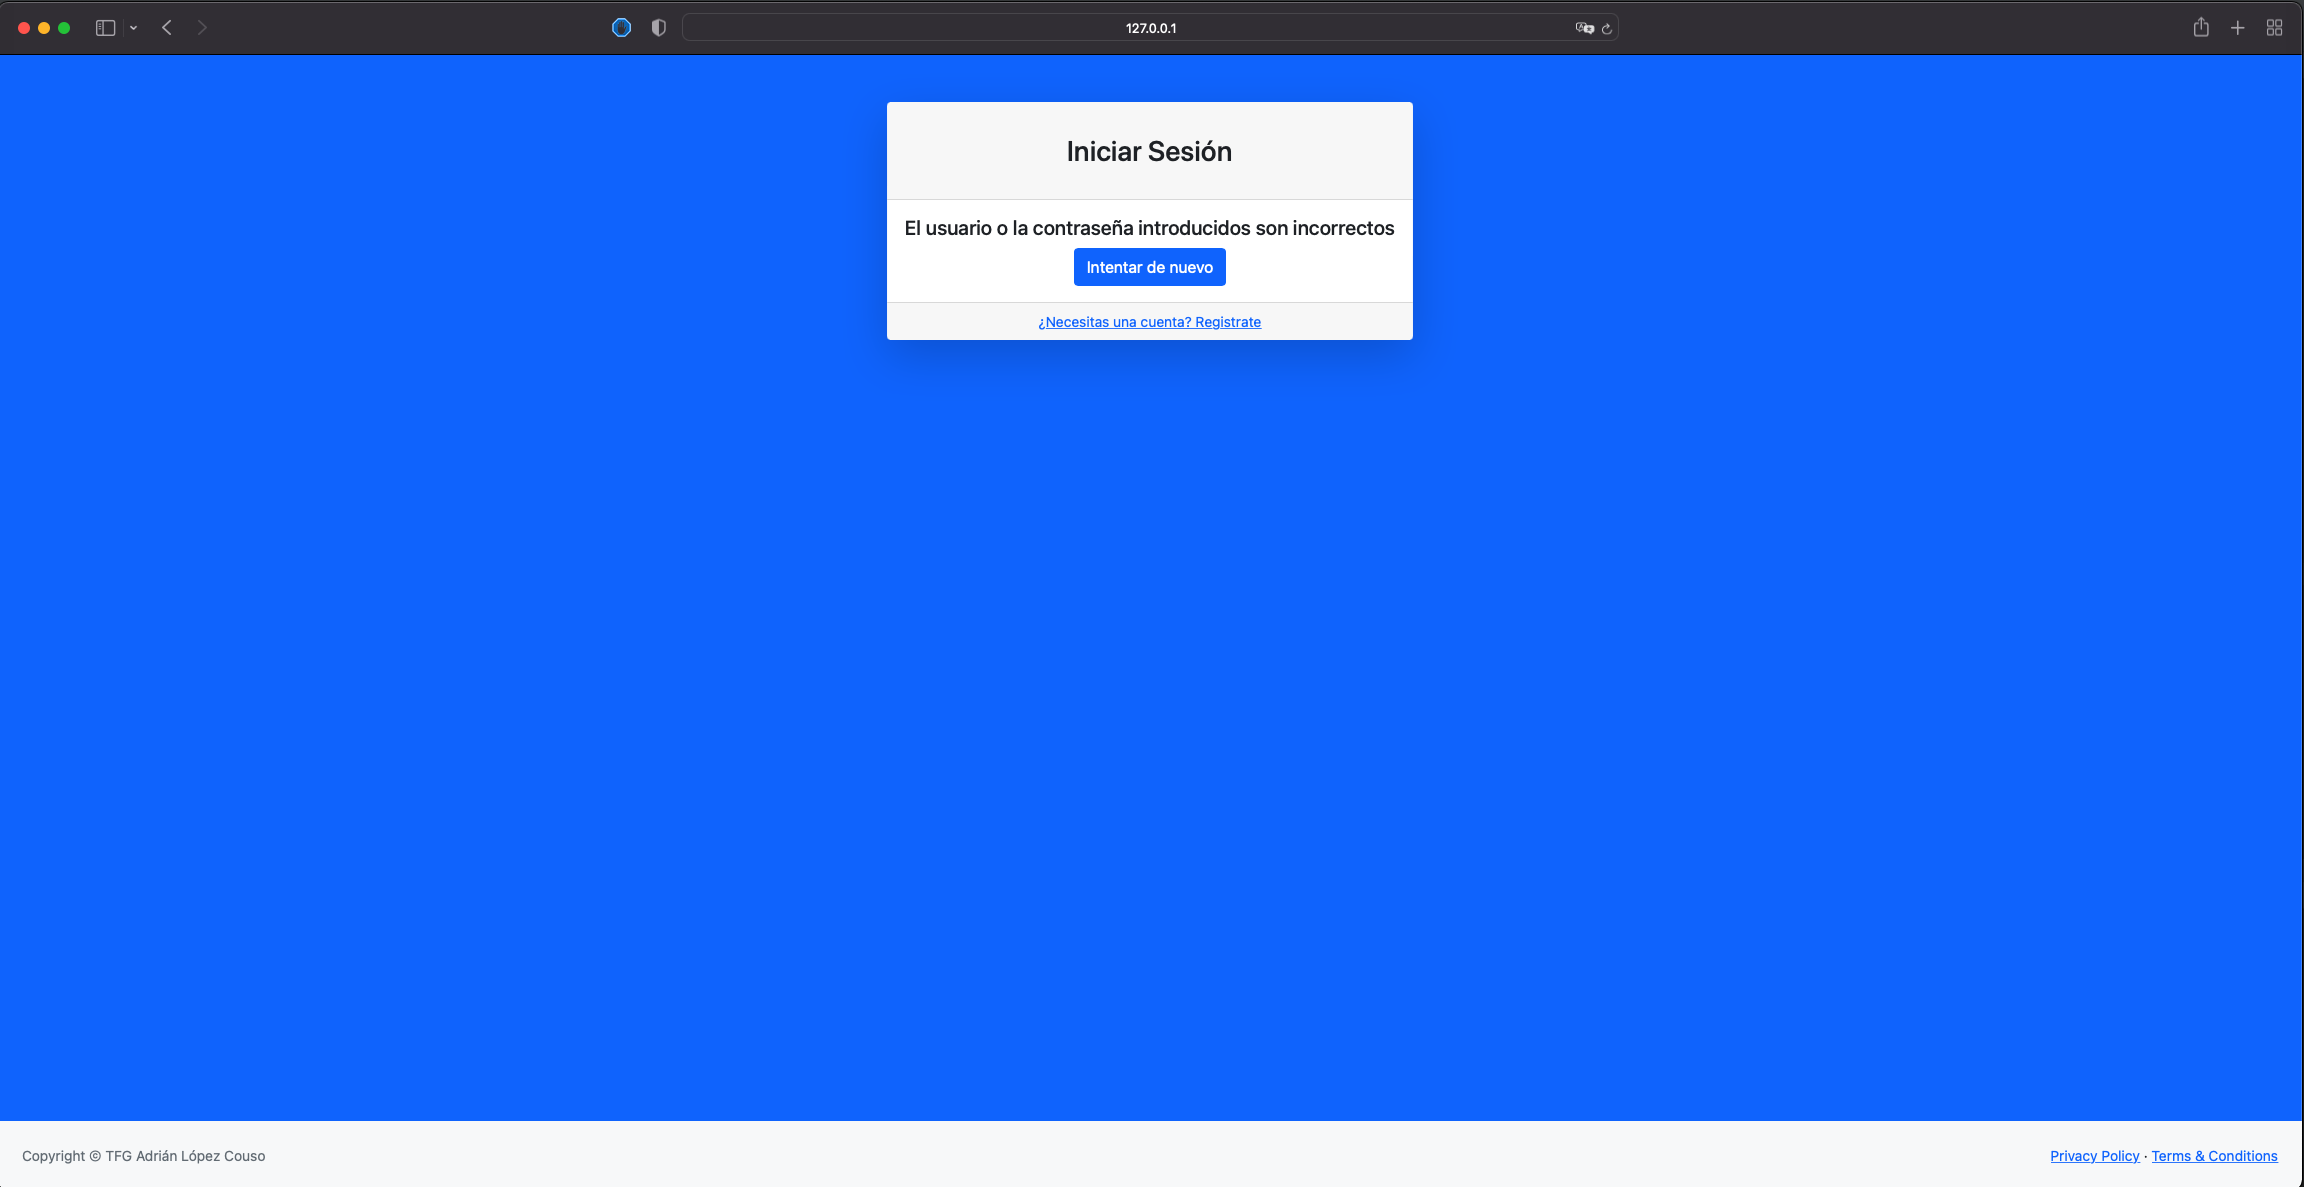 127.0.0.1
Iniciar Sesión
El usuario o la contraseña introducidos son incorrectos
Intentar de nuevo
¿Necesitas una cuenta? Registrate
Copyright © TFG Adrián López Couso
Privacy Policy · Terms & Conditions